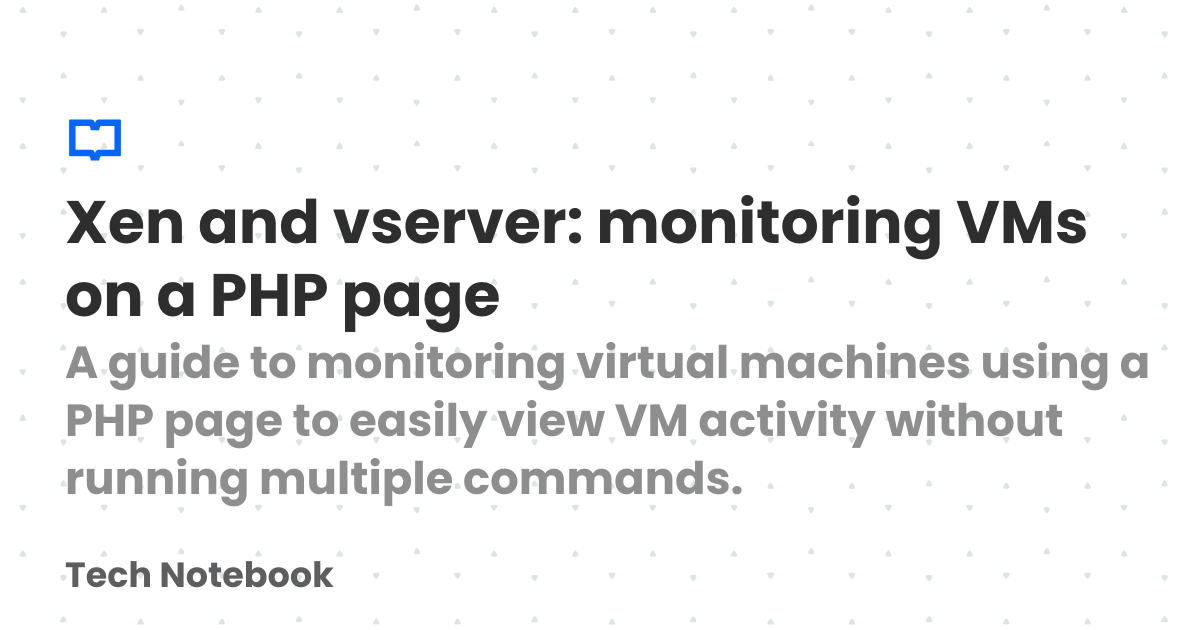 Xen and vserver: monitoring VMs
on a PHP page
A guide to monitoring virtual machines using a
PHP page to easily view VM activity without
running multiple commands.
Tech Notebook